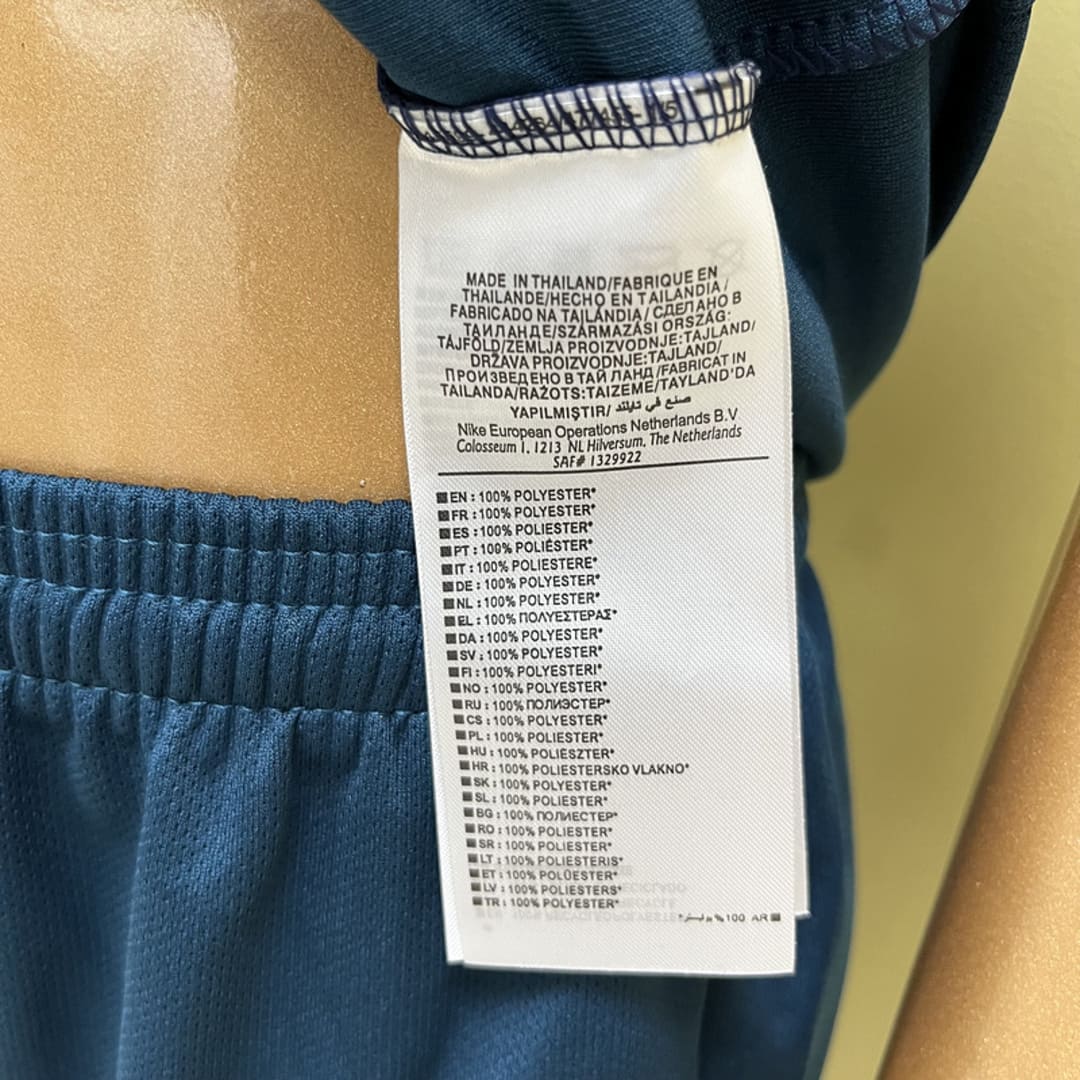 MADE IN THAILAND/FABRIQUE EN
THAILANDE/HECHO EN TAILANDIA/
FABRICADO NA TAILÂNDIA/СДЕЛАНО В
ТАИЛАНДЕ/SZÁRMAZÁSI ORSZÁG:
TÁJFÖLD/ZEMLJA PROIZVODNJE:TAJLAND/
DRŽAVA PROIZVODNJE:TAJLAND/
ПРОИЗВЕДЕНО В ТАЙ ЛАНД/FABRICAT IN
TAILANDA/RAŽOTS:TAIZEME/TAYLAND'DA
YAPILMIŞTIR/ صنع في تايلند
Nike European Operations Netherlands B.V
Colosseum 1, 1213 NL Hilversum, The Netherlands
SAF# 1329922
EN : 100% POLYESTER*
FR : 100% POLYESTER*
ES : 100% POLIÉSTER*
PT : 100% POLIÉSTER*
IT : 100% POLIESTERE*
DE : 100% POLYESTER*
NL : 100% POLYESTER*
EL : 100% ΠΟΛΥΕΣΤΕΡΑΣ*
DA : 100% POLYESTER*
SV : 100% POLYESTER*
FI : 100% POLYESTERI*
NO : 100% POLYESTER*
RU : 100% ПОЛИЭСТЕР*
CS : 100% POLYESTER*
PL : 100% POLIESTER*
HU : 100% POLIÉSZTER*
HR : 100% POLIESTERSKO VLAKNO*
SK : 100% POLYESTER*
SL : 100% POLIESTER*
BG : 100% ПОЛИЕСТЕР*
RO : 100% POLIESTER*
SR : 100% POLIESTER*
LT : 100% POLIESTERIS*
ET : 100% POLÜESTER*
LV : 100% POLIESTERS*
TR : 100% POLYESTER*
%100 AR